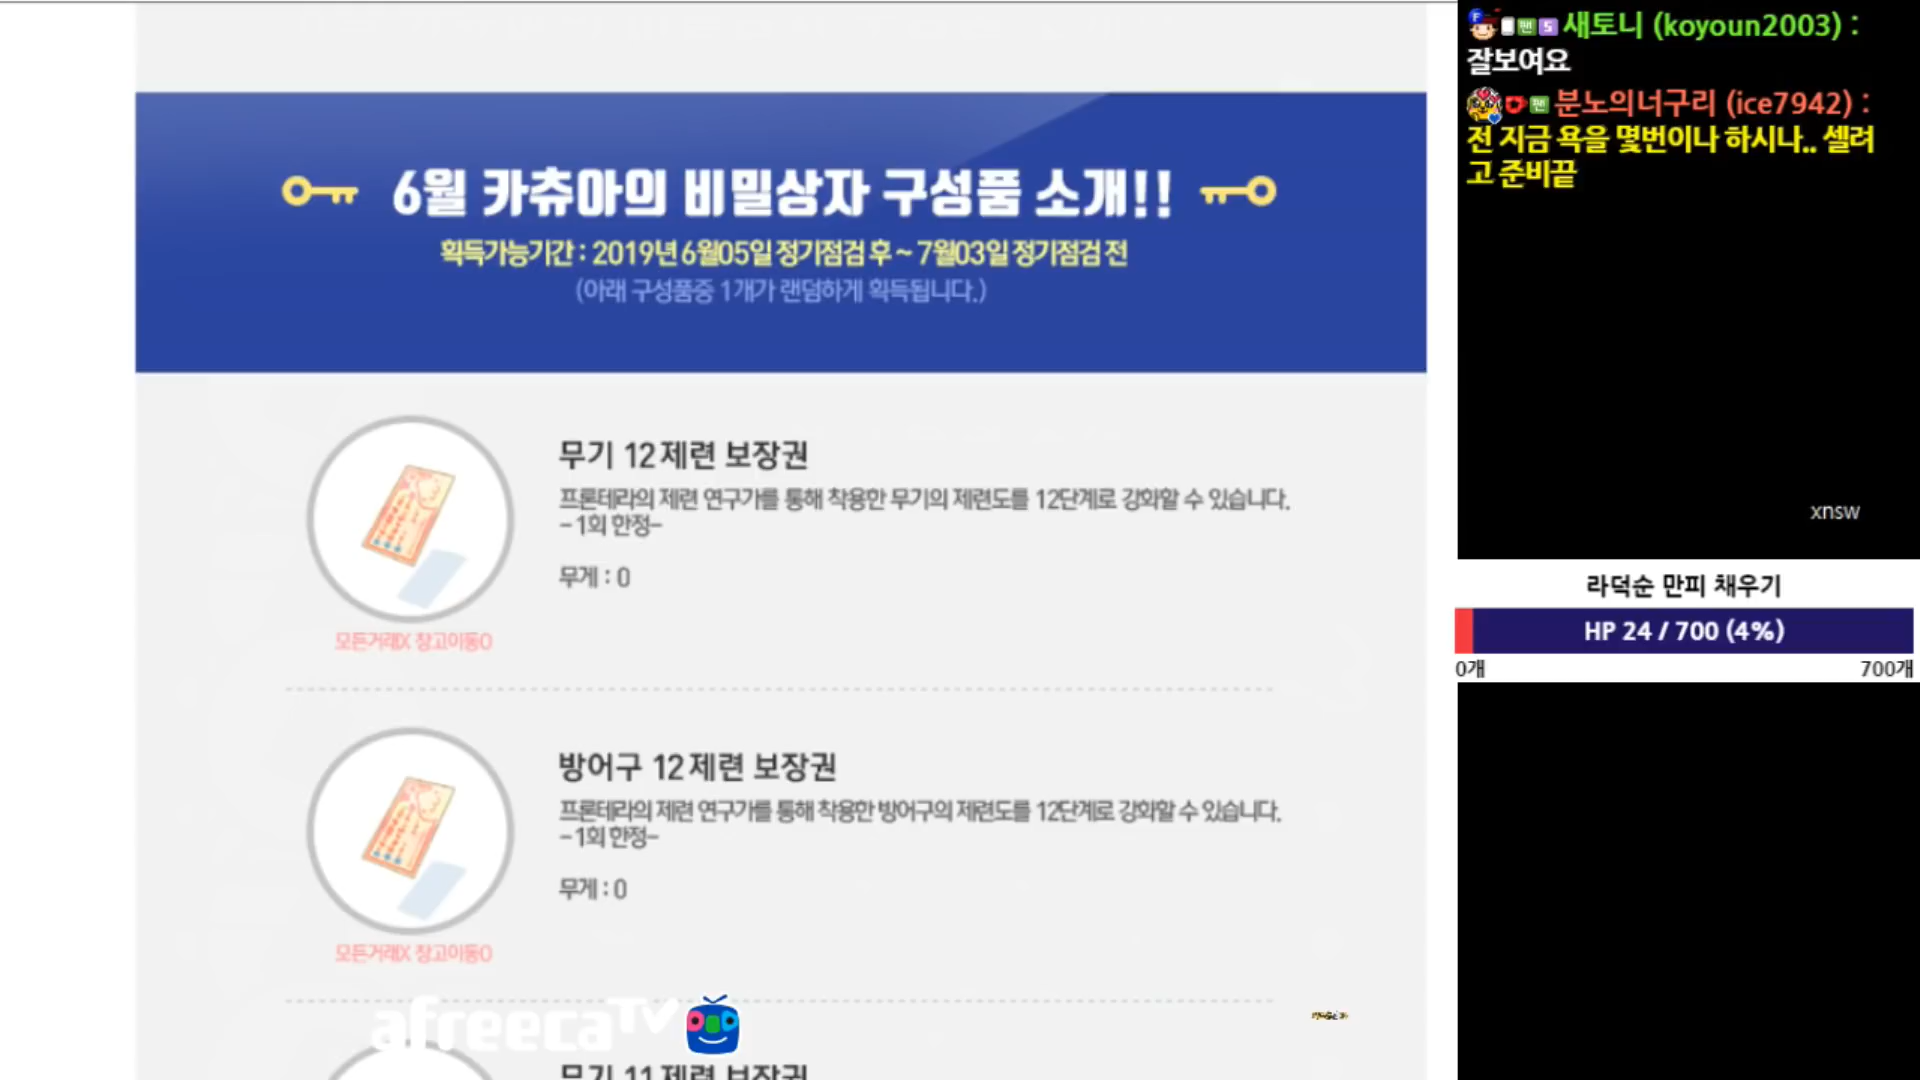 6월 카츄아의 비밀상자 구성품 소개!!
획득가능기간 : 2019년 6월05일 정기점검 후 ~ 7월03일 정기점검 전
(아래 구성품중 1개가 랜덤하게 획득됩니다.)
무기 12제련 보장권
프론테라의 제련 연구가를 통해 착용한 무기의 제련도를 12단계로 강화할 수 있습니다.
-1회 한정-
무게 : 0
모든거래X 창고이동O
방어구 12제련 보장권
프론테라의 제련 연구가를 통해 착용한 방어구의 제련도를 12단계로 강화할 수 있습니다.
-1회 한정-
무게 : 0
모든거래X 창고이동O
afreecaTV
무기 11제련 보장권
새토니 (koyoun2003) :
잘보여요
분노의너구리 (ice7942) :
전 지금 욕을 몇번이나 하시나.. 셀려
고 준비끝
xnsw
라덕순 만피 채우기
HP 24 / 700 (4%)
0개 700개